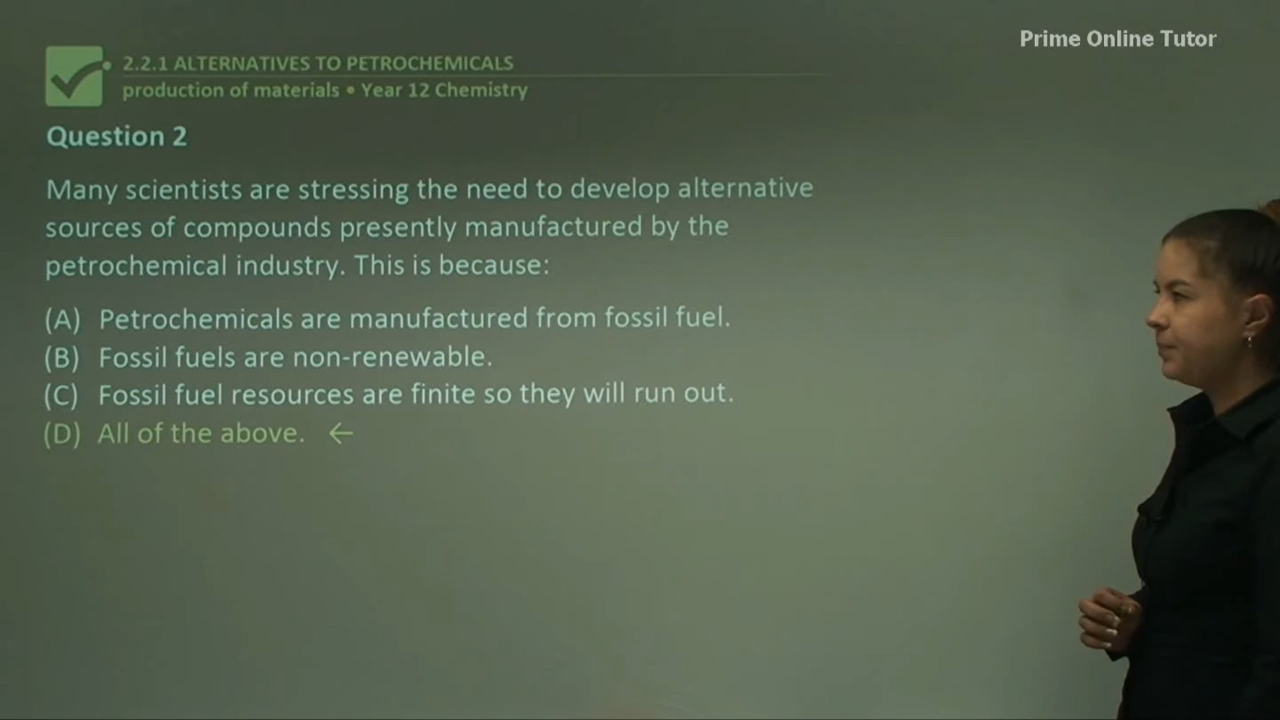 Prime Online Tutor
2.2.1 ALTERNATIVES TO PETROCHEMICALS
production of materials • Year 12 Chemistry
Question 2
Many scientists are stressing the need to develop alternative
sources of compounds presently manufactured by the
petrochemical industry. This is because:
(A) Petrochemicals are manufactured from fossil fuel.
(B) Fossil fuels are non-renewable.
(C) Fossil fuel resources are finite so they will run out.
(D) All of the above. ←